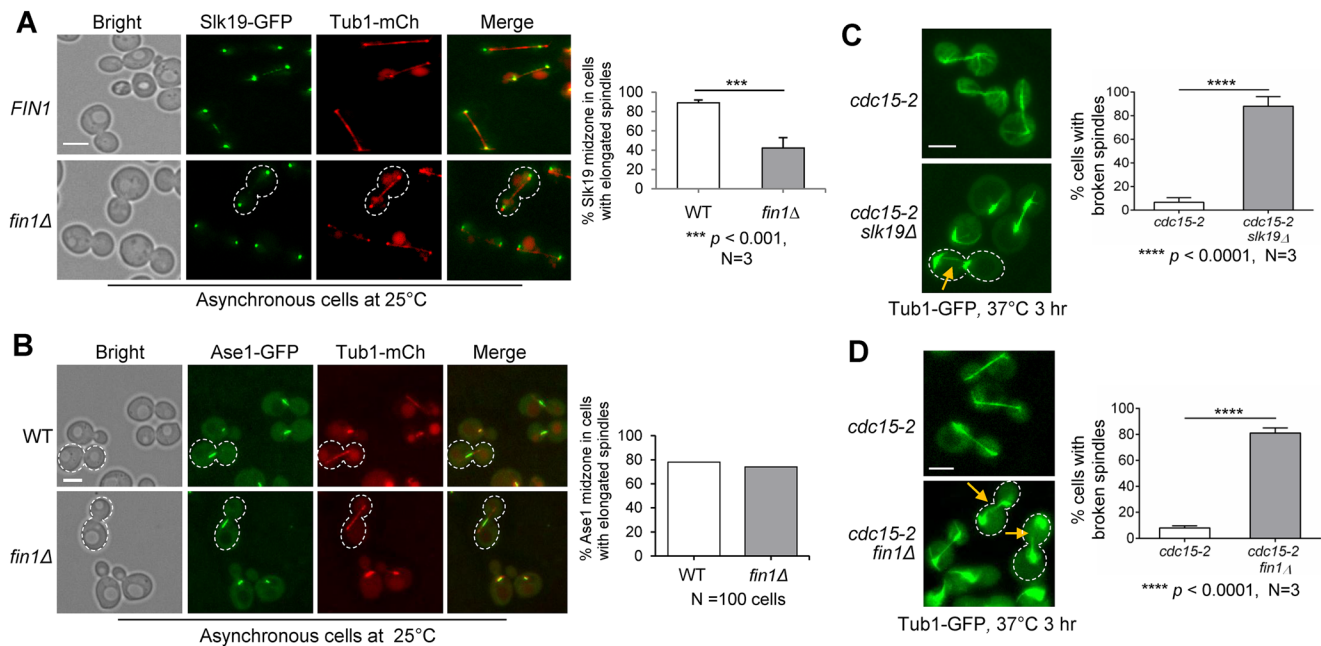 A
Bright Slk19-GFP Tub1-mCh Merge
FIN1
fin1Δ
Asynchronous cells at 25°C
% Slk19 midzone in cells
with elongated spindles
100
80
60
40
20
0
***
WT fin1Δ
*** p < 0.001,
N=3
B
Bright Ase1-GFP Tub1-mCh Merge
WT
fin1Δ
Asynchronous cells at 25°C
% Ase1 midzone in cells
with elongated spindles
100
80
60
40
20
0
WT fin1Δ
N =100 cells
C
cdc15-2
cdc15-2
slk19Δ
Tub1-GFP, 37°C 3 hr
% cells with
broken spindles
100
80
60
40
20
0
****
cdc15-2 cdc15-2
slk19Δ
**** p < 0.0001, N=3
D
cdc15-2
cdc15-2
fin1Δ
Tub1-GFP, 37°C 3 hr
% cells with
broken spindles
100
80
60
40
20
0
****
cdc15-2 cdc15-2
fin1Δ
**** p < 0.0001, N=3